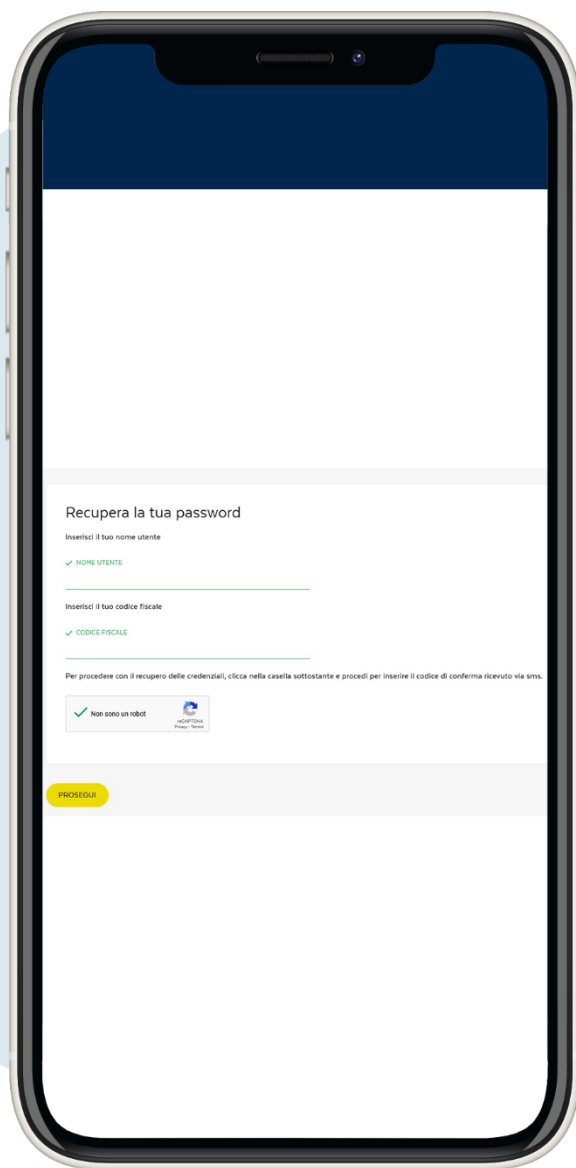 Recupera la tua password
Inserisci il tuo nome utente
NOME UTENTE
Inserisci il tuo codice fiscale
CODICE FISCALE
Per procedere con il recupero delle credenziali, clicca nella casella sottostante e procedi per inserire il codice di conferma ricevuto via sms.
Non sono un robot
reCAPTCHA
Privacy - Termini
PROSEGUI